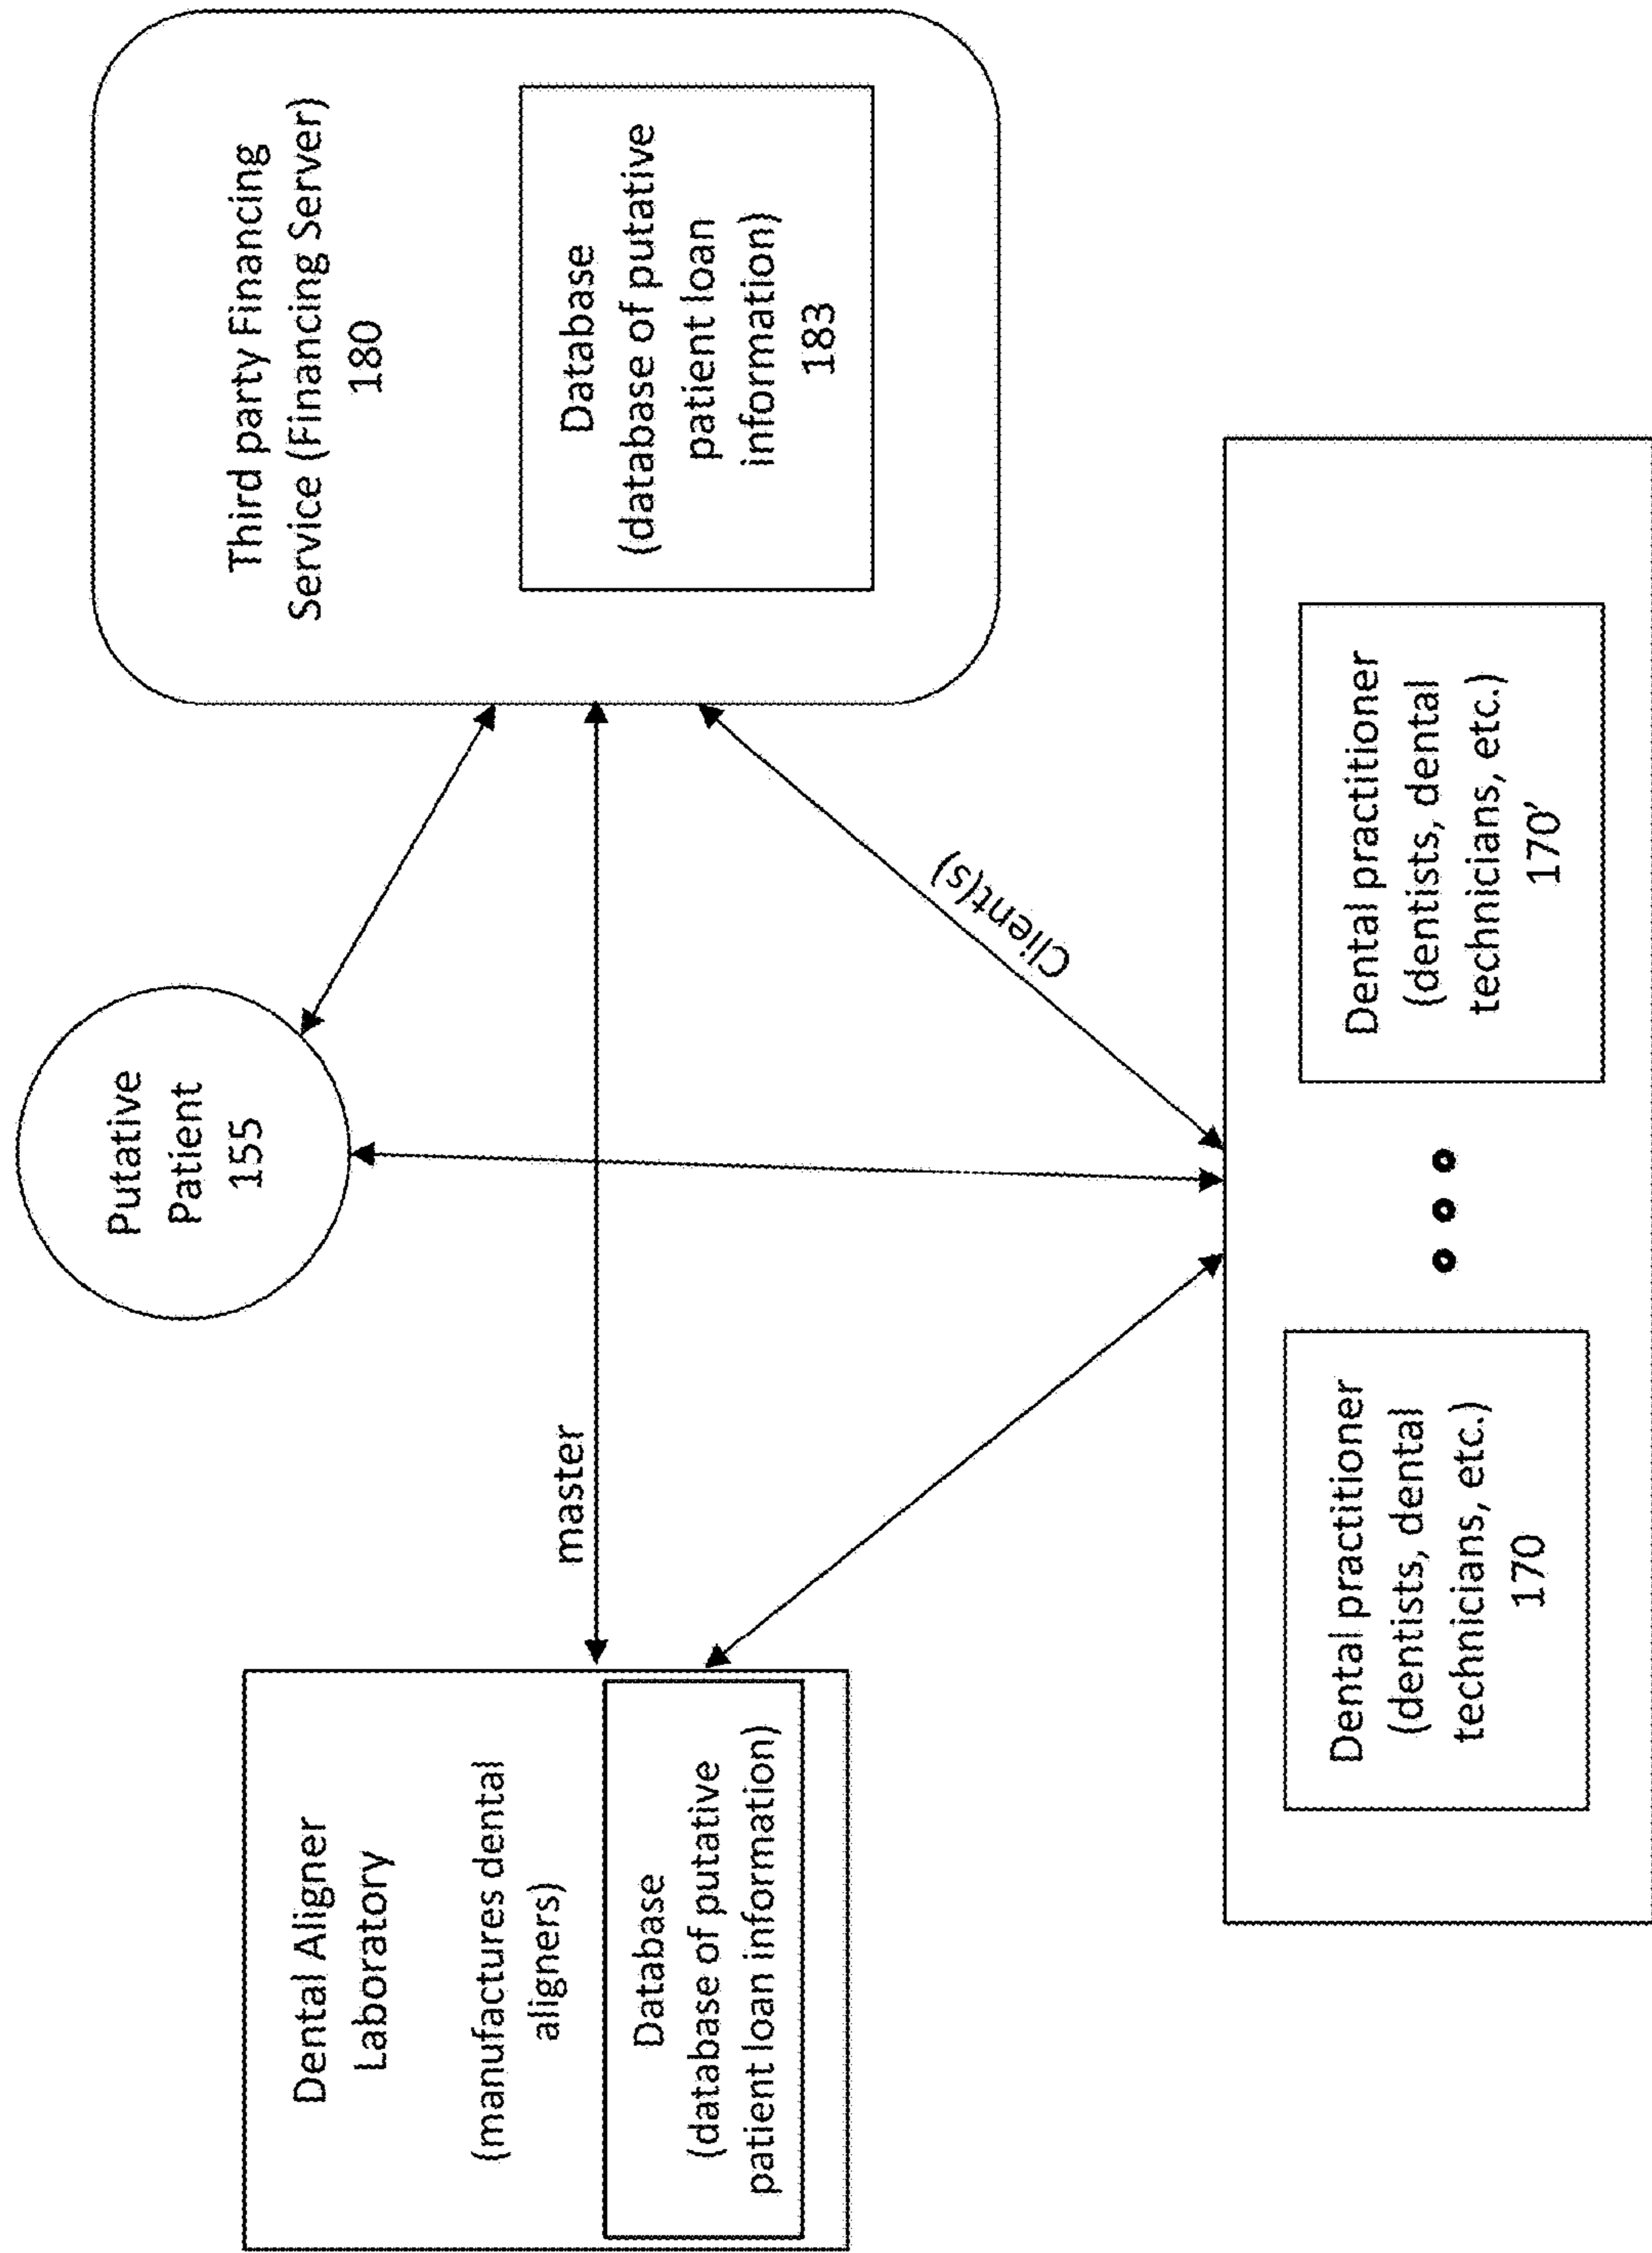 Putative
Patient
155
Dental Aligner
Laboratory
(manufactures dental
aligners)
Database
(database of putative
patient loan information)
master
Third party Financing
Service (Financing Server)
180
Database
(database of putative
patient loan
information)
183
Client(s)
Dental practitioner
(dentists, dental
technicians, etc.)
170
Dental practitioner
(dentists, dental
technicians, etc.)
170'